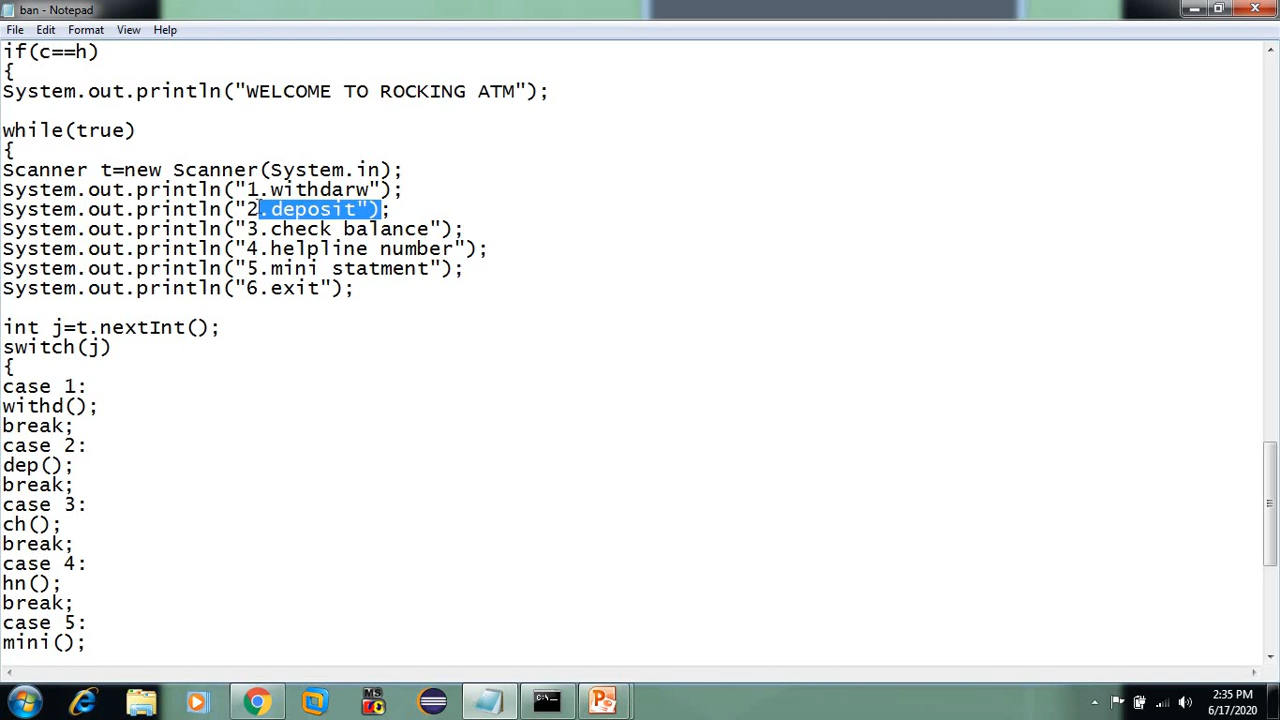 ban - Notepad
File Edit Format View Help
if(c==h)
{
System.out.println("WELCOME TO ROCKING ATM");
while(true)
{
Scanner t=new Scanner(System.in);
System.out.println("1.withdarw");
System.out.println("2.deposit");
System.out.println("3.check balance");
System.out.println("4.helpline number");
System.out.println("5.mini statment");
System.out.println("6.exit");
int j=t.nextInt();
switch(j)
{
case 1:
withd();
break;
case 2:
dep();
break;
case 3:
ch();
break;
case 4:
hn();
break;
case 5:
mini();
MS
2:35 PM
6/17/2020